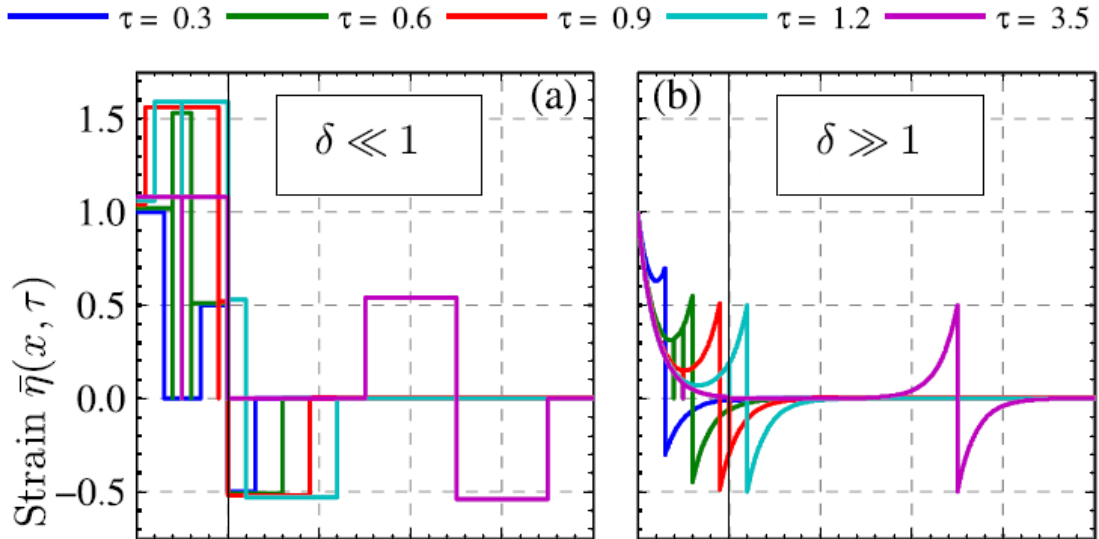 τ = 0.3 τ = 0.6 τ = 0.9 τ = 1.2 τ = 3.5
(a) (b)
δ ≪ 1 δ ≫ 1
1.5
1.0
0.5
0.0
−0.5
Strain η̄(x, τ)